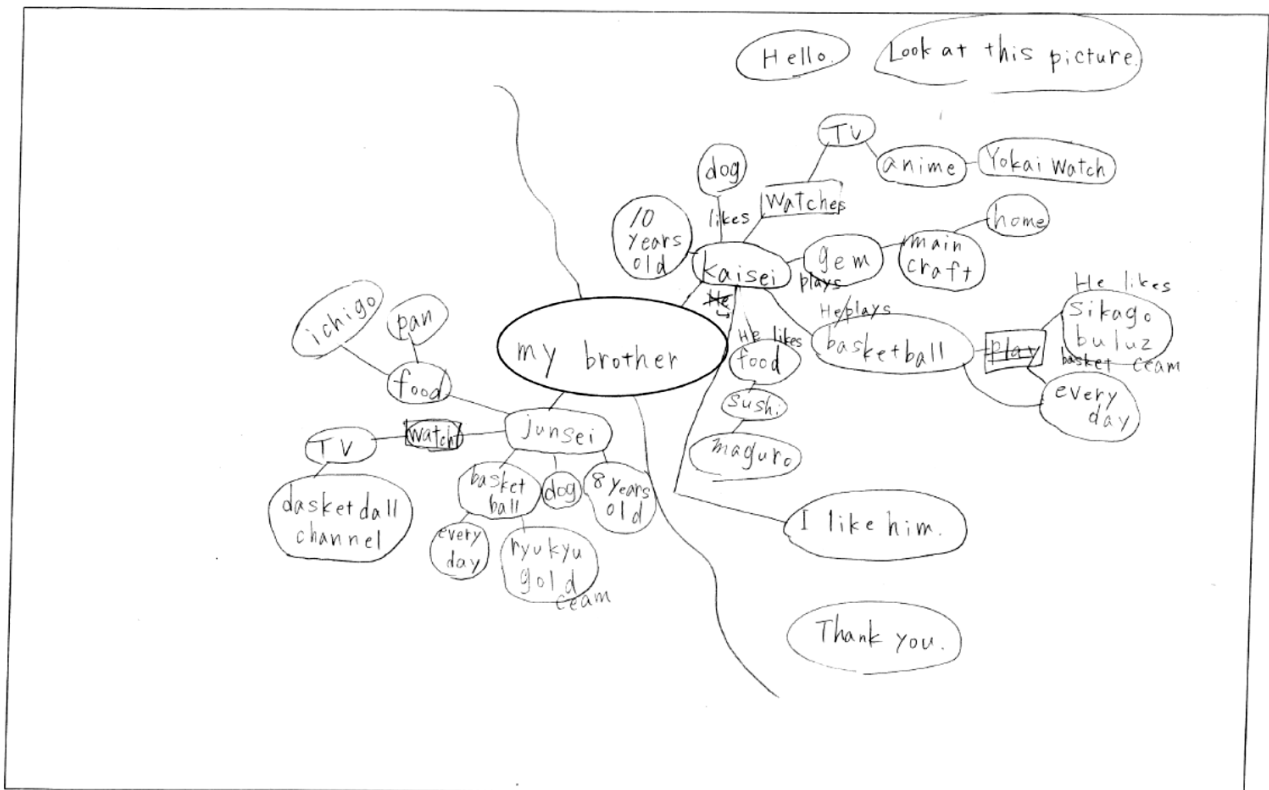 Hello.
Look at this picture.
TV
anime
Yokai Watch
dog
Watches
likes
10
years
old
kaisei
gem
plays
main
craft
home
He
He plays
basketball
play
He likes
Sikago
buluz
basket ceam
every
day
He likes
food
sushi
maguro
my brother
ichigo
pan
food
junsei
watch
TV
dasketdall
channel
basket
ball
dog
8 years
old
every
day
ryukyu
gold
ceam
I like him.
Thank you.